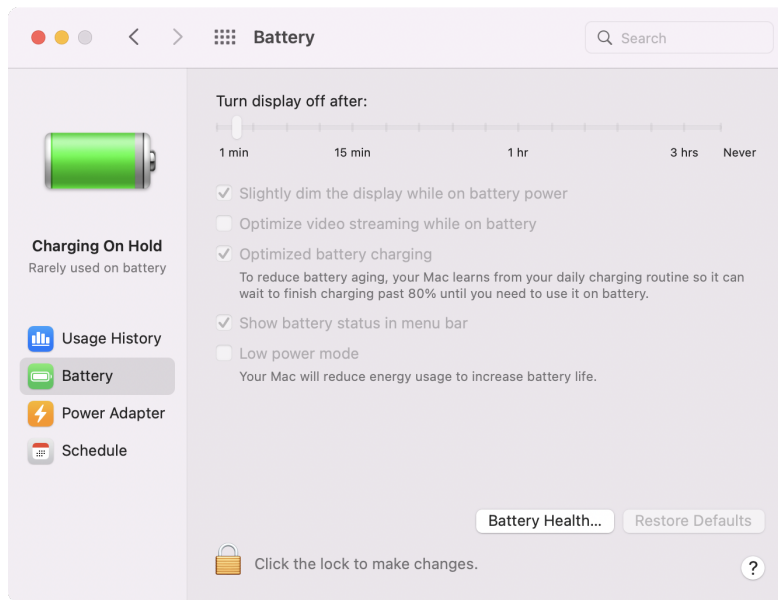 Battery
Search
Charging On Hold
Rarely used on battery
Usage History
Battery
Power Adapter
Schedule
Turn display off after:
1 min 15 min 1 hr 3 hrs Never
Slightly dim the display while on battery power
Optimize video streaming while on battery
Optimized battery charging
To reduce battery aging, your Mac learns from your daily charging routine so it can
wait to finish charging past 80% until you need to use it on battery.
Show battery status in menu bar
Low power mode
Your Mac will reduce energy usage to increase battery life.
Battery Health... Restore Defaults
Click the lock to make changes.
?